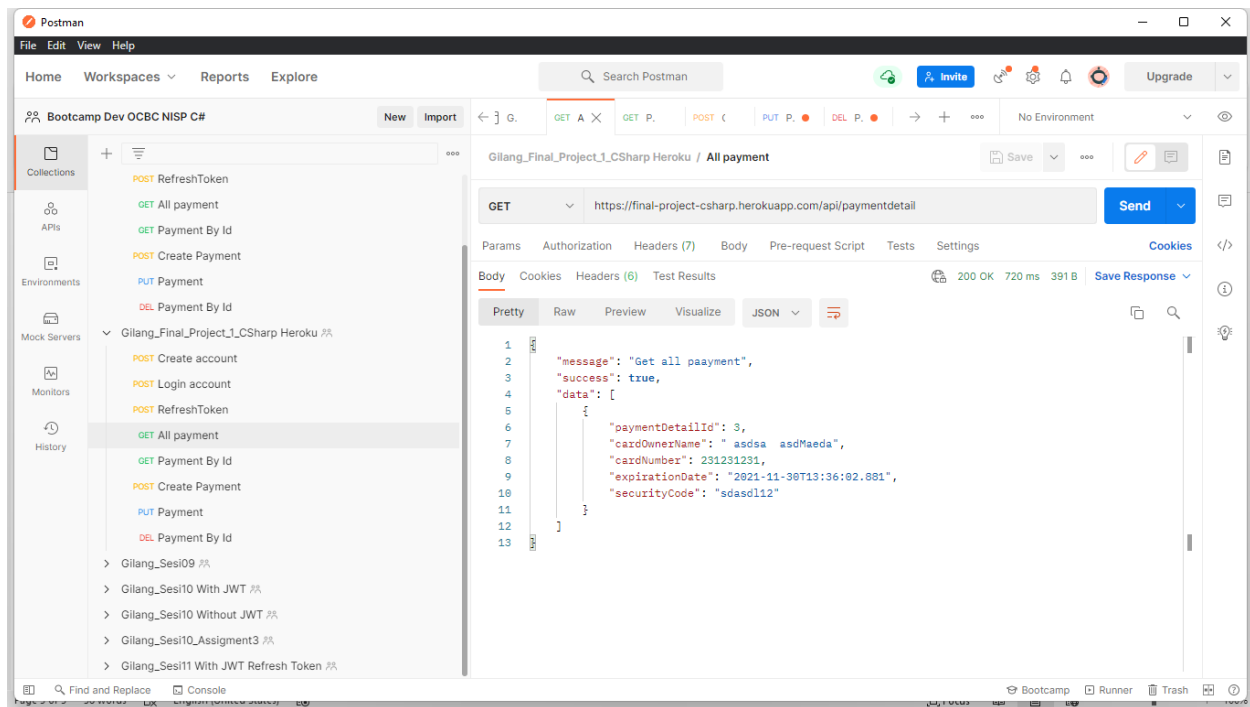 Postman
File Edit View Help
Home Workspaces Reports Explore
Search Postman
Invite
Upgrade
Bootcamp Dev OCBC NISP C#
New Import
G.
GET A
GET P.
POST (
PUT P.
DEL P.
No Environment
Collections
APIs
Environments
Mock Servers
Monitors
History
POST RefreshToken
GET All payment
GET Payment By Id
POST Create Payment
PUT Payment
DEL Payment By Id
Gilang_Final_Project_1_CSharp Heroku
POST Create account
POST Login account
POST RefreshToken
GET All payment
GET Payment By Id
POST Create Payment
PUT Payment
DEL Payment By Id
Gilang_Sesi09
Gilang_Sesi10 With JWT
Gilang_Sesi10 Without JWT
Gilang_Sesi10_Assigment3
Gilang_Sesi11 With JWT Refresh Token
Gilang_Final_Project_1_CSharp Heroku / All payment
Save
GET https://final-project-csharp.herokuapp.com/api/paymentdetail
Send
Params Authorization Headers (7) Body Pre-request Script Tests Settings
Cookies
Body Cookies Headers (6) Test Results
200 OK 720 ms 391 B Save Response
Pretty Raw Preview Visualize JSON
1 {
2 "message": "Get all paayment",
3 "success": true,
4 "data": [
5 {
6 "paymentDetailId": 3,
7 "cardOwnerName": " asdsa  asdMaeda",
8 "cardNumber": 231231231,
9 "expirationDate": "2021-11-30T13:36:02.881",
10 "securityCode": "sdasdl12"
11 }
12 ]
13 }
Find and Replace Console
Bootcamp Runner Trash